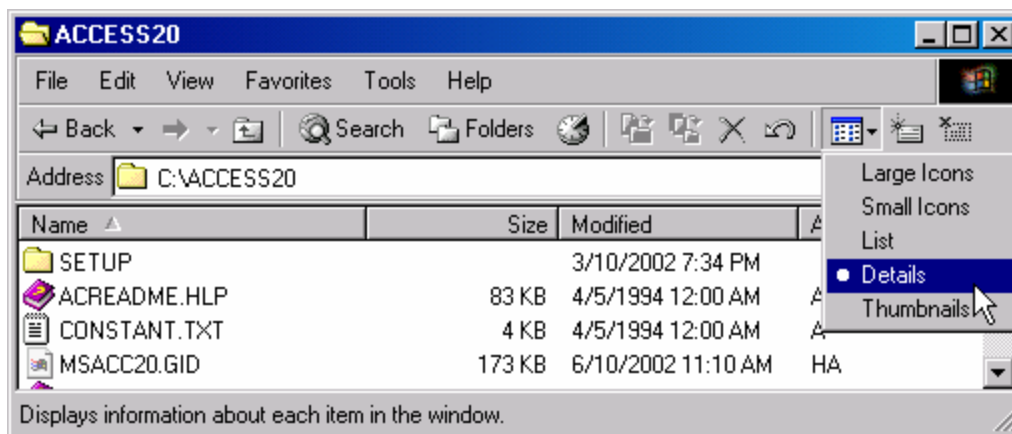 ACCESS20
File Edit View Favorites Tools Help
Back Search Folders
Address C:\ACCESS20
Large Icons
Small Icons
List
Details
Thumbnails
Name Size Modified A
SETUP 3/10/2002 7:34 PM
ACREADME.HLP 83 KB 4/5/1994 12:00 AM A
CONSTANT.TXT 4 KB 4/5/1994 12:00 AM A
MSACC20.GID 173 KB 6/10/2002 11:10 AM HA
Displays information about each item in the window.